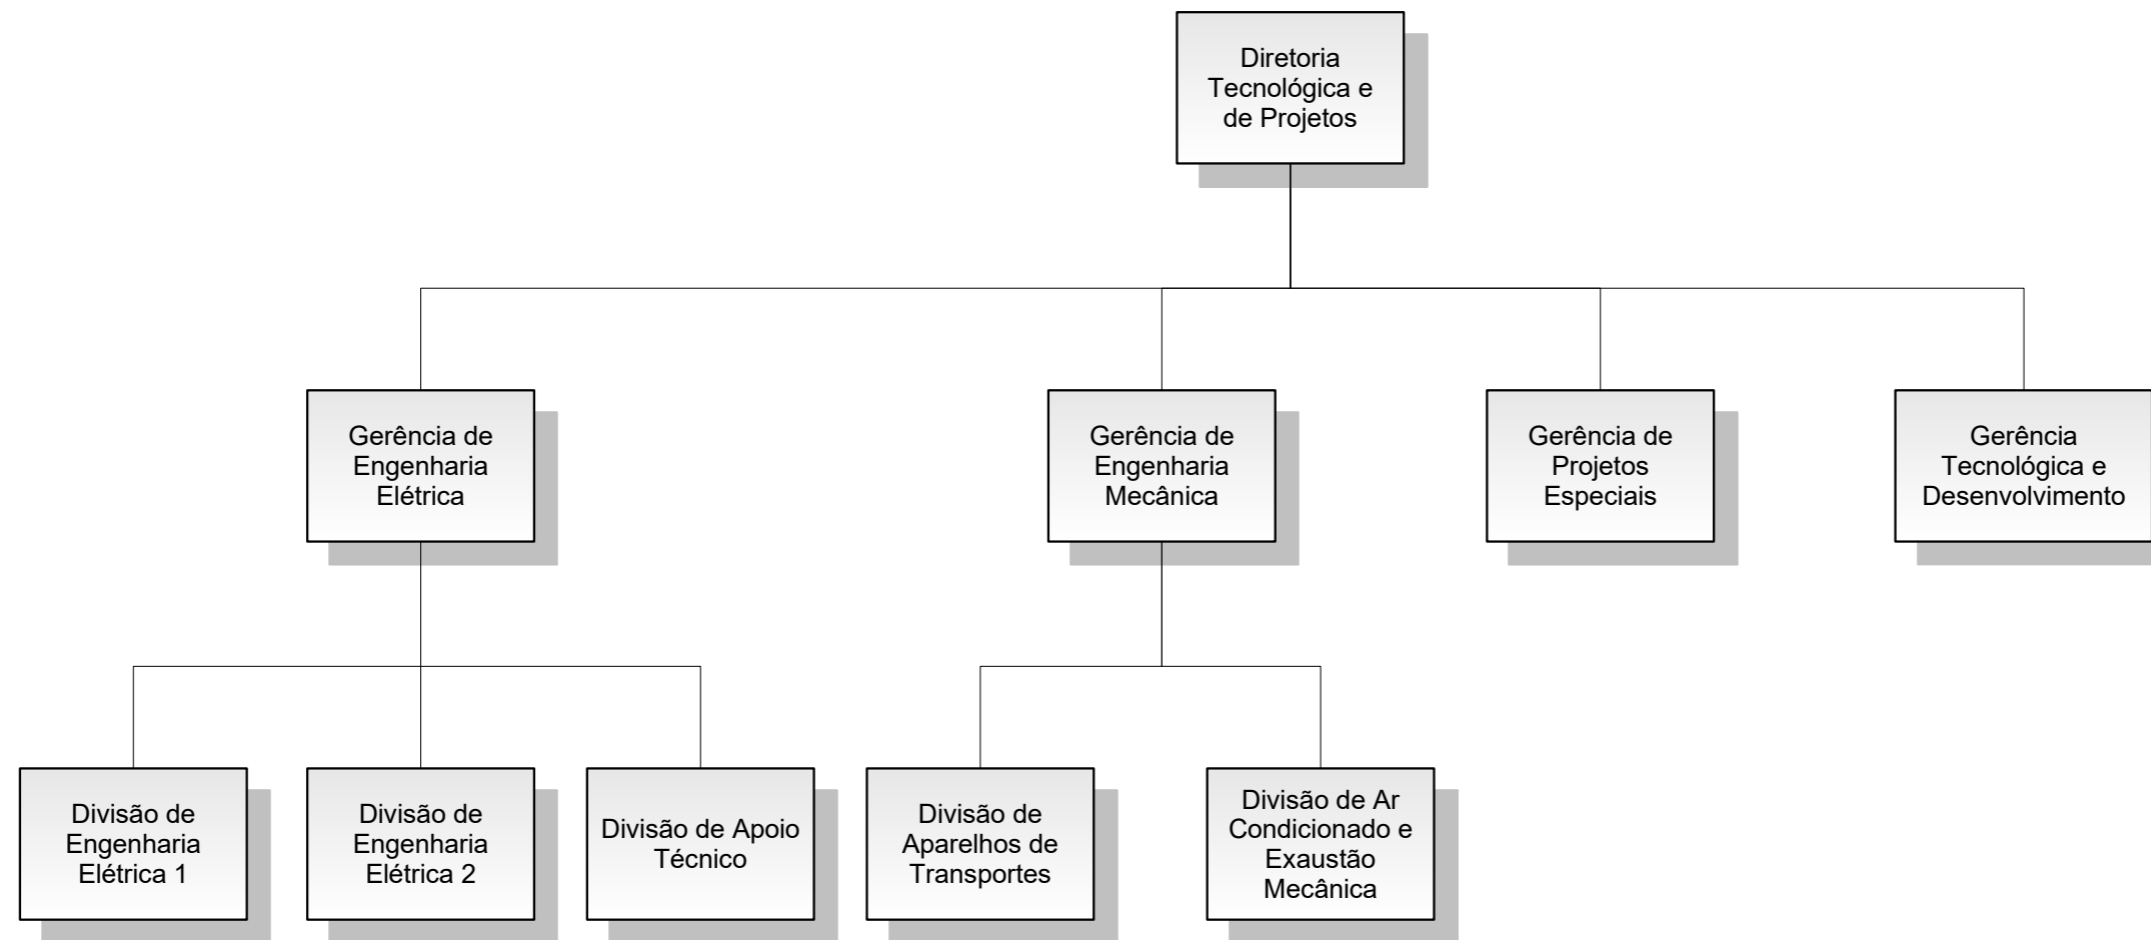 Diretoria
Tecnológica e
de Projetos
Gerência de
Engenharia
Elétrica
Gerência de
Engenharia
Mecânica
Gerência de
Projetos
Especiais
Gerência
Tecnológica e
Desenvolvimento
Divisão de
Engenharia
Elétrica 1
Divisão de
Engenharia
Elétrica 2
Divisão de Apoio
Técnico
Divisão de
Aparelhos de
Transportes
Divisão de Ar
Condicionado e
Exaustão
Mecânica